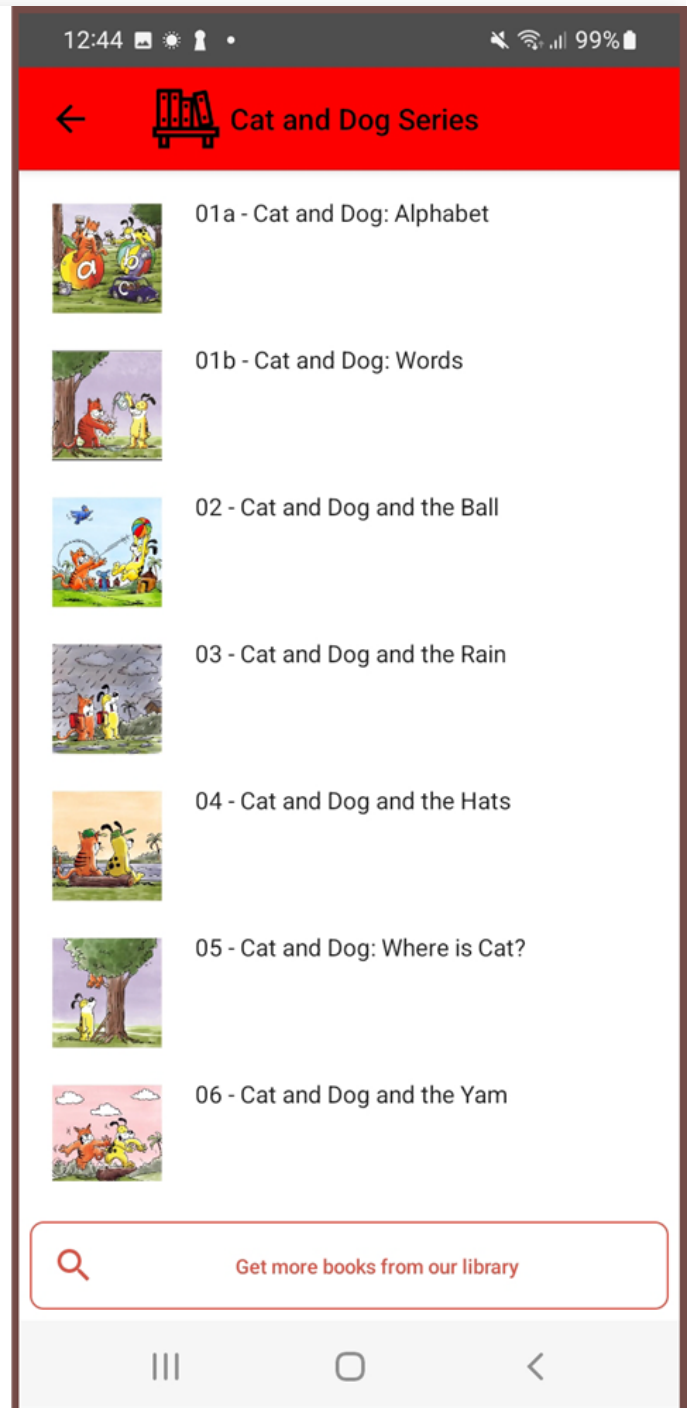 12:44 99%
Cat and Dog Series
01a - Cat and Dog: Alphabet
a b c
01b - Cat and Dog: Words
02 - Cat and Dog and the Ball
03 - Cat and Dog and the Rain
04 - Cat and Dog and the Hats
05 - Cat and Dog: Where is Cat?
06 - Cat and Dog and the Yam
Get more books from our library